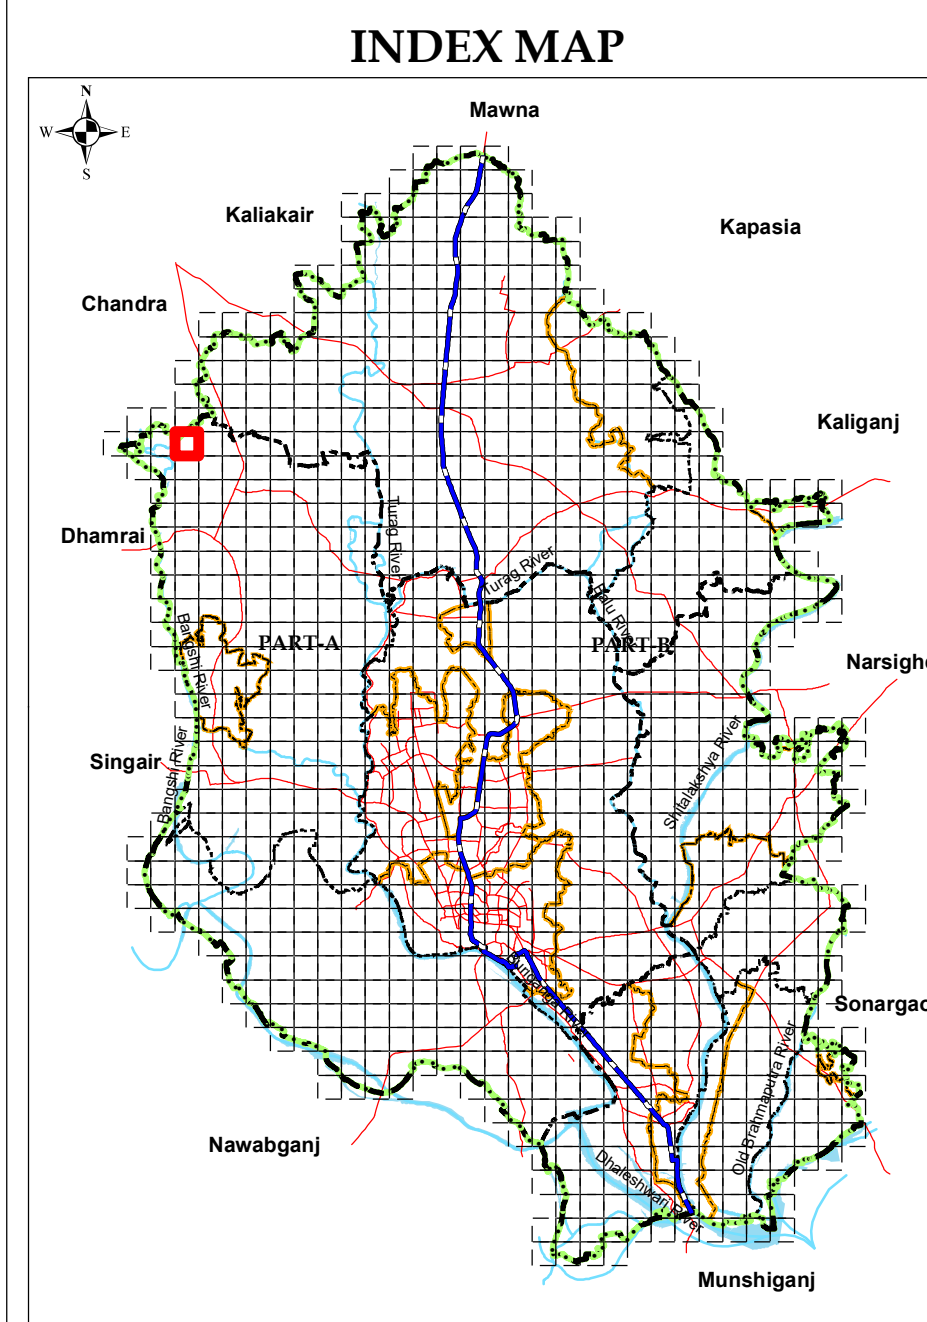 INDEX MAP
N
W E
S
Mawna
Kaliakair
Kapasia
Chandra
Kaliganj
Dhamrai
Turag River
Turag River
Balu River
Bangshi River
PART-A
PART-B
Narsighd
Singair
Bangshi River
Shitalakshya River
Buriganga River
Sonargao
Old Brahmaputra River
Nawabganj
Dhaleshwari River
Munshiganj